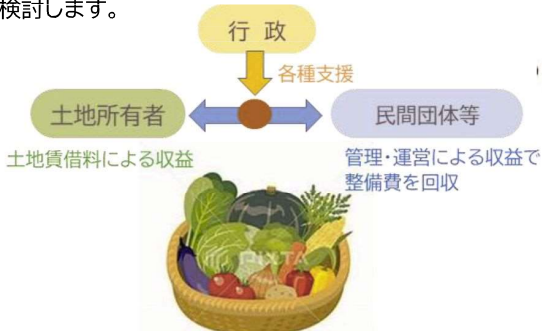 検討します。
行 政
各種支援
土地所有者
民間団体等
土地賃借料による収益
管理・運営による収益で
整備費を回収
PIXTA